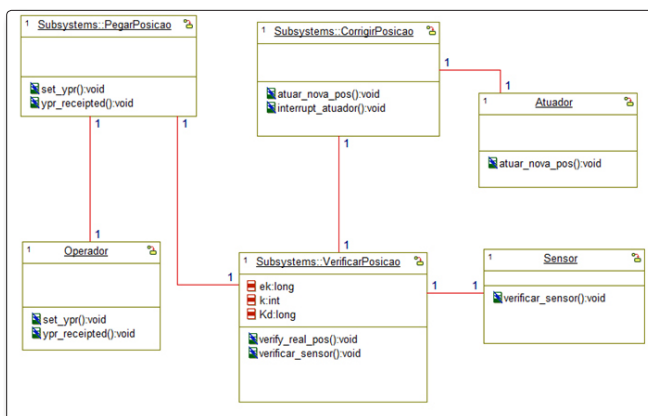 1 Subsystems::PegarPosicao
set_ypr():void
ypr_receipted():void
1 Subsystems::CorrigirPosicao
atuar_nova_pos():void
interrupt_atuador():void
1
1
1 Atuador
atuar_nova_pos():void
1
1
1
1
1 Operador
set_ypr():void
ypr_receipted():void
1
1
1 Subsystems::VerificarPosicao
ek:long
k:int
Kd:long
verify_real_pos():void
verificar_sensor():void
1
1
1 Sensor
verificar_sensor():void